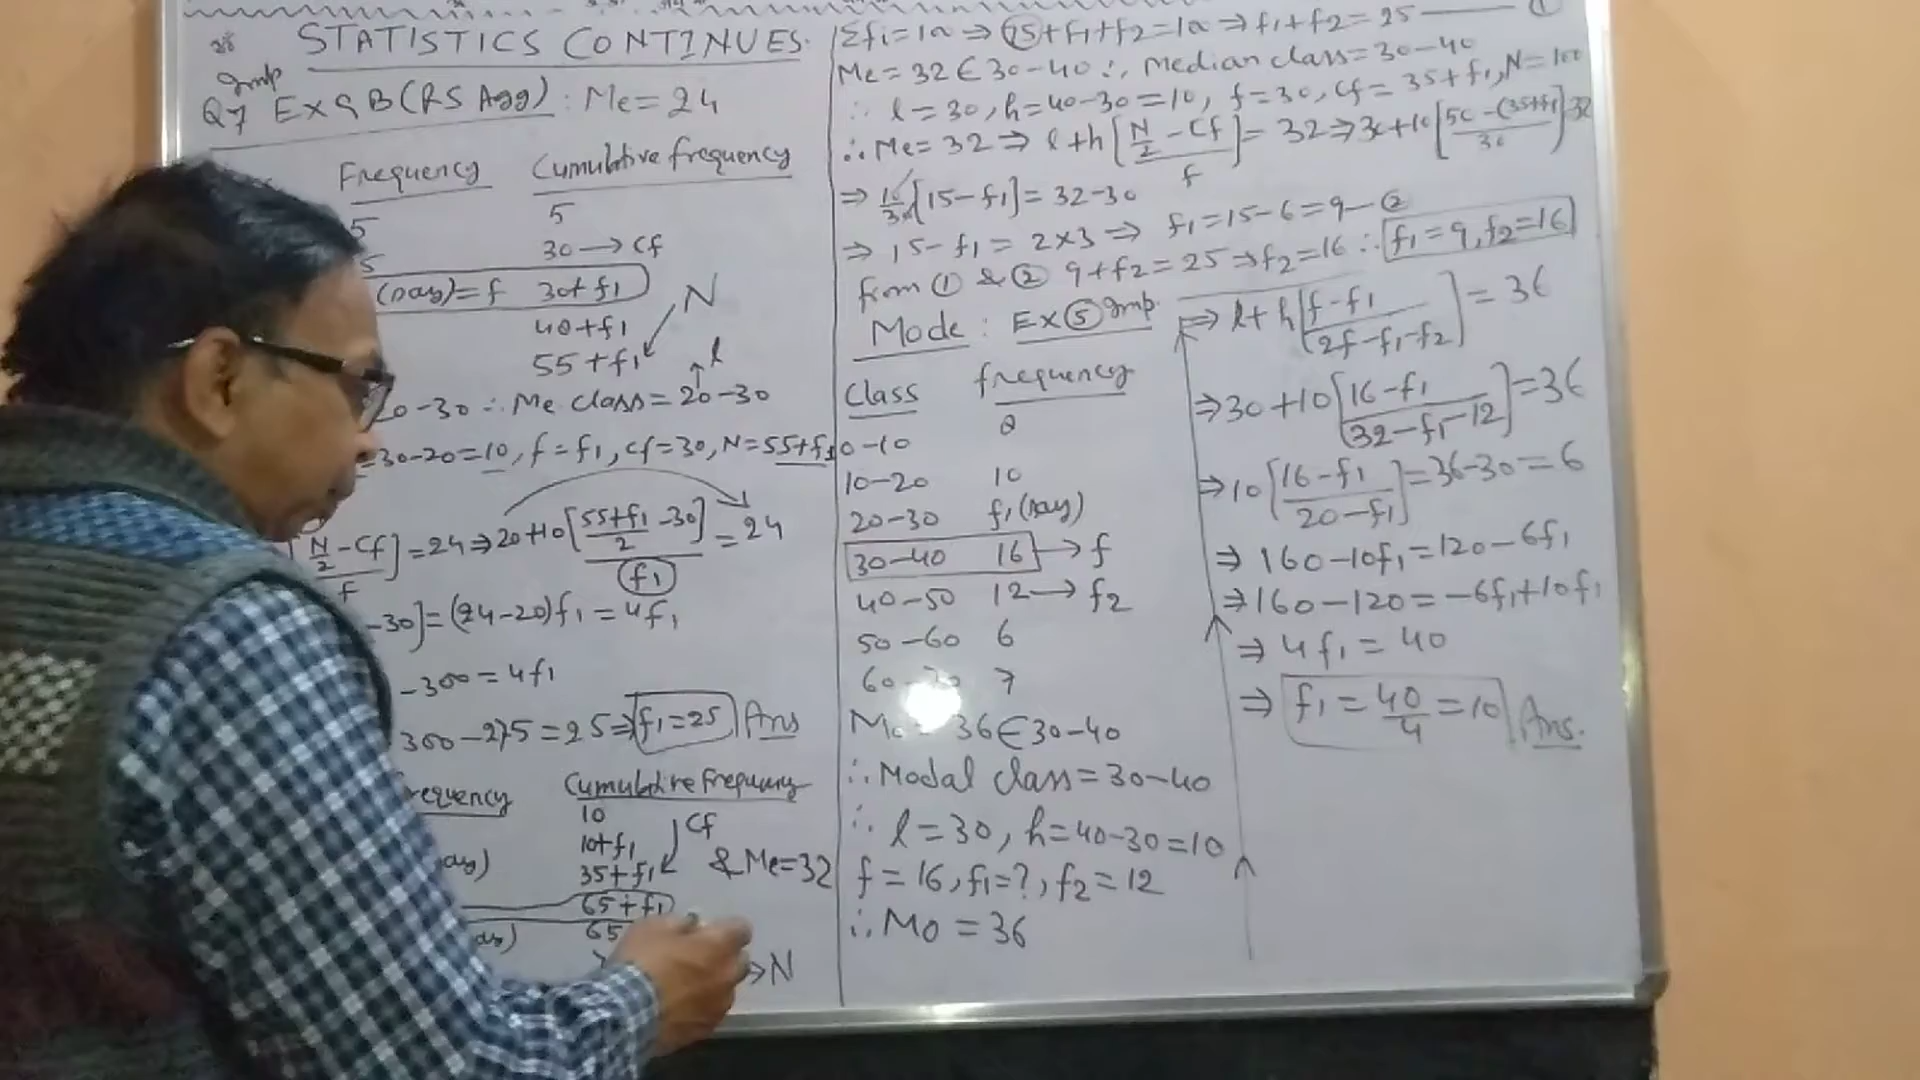 STATISTICS CONTINUES.
Imp
Q7 EX 9B (RS Agg) : Me = 24
Frequency Cumulative frequency
5 5
5 30 → Cf
(say) = f 30 + f1
N
40 + f1
55 + f1
l
20 - 30 ∴ Me class = 20 - 30
= 30 - 20 = 10, f = f1, Cf = 30, N = 55 + f1
[N/2 - Cf / f] = 24 ⇒ 20 + 10 [(55 + f1)/2 - 30 / f1] = 24
- 30] = (24 - 20) f1 = 4f1
- 300 = 4f1
300 - 275 = 25 ⇒ f1 = 25 Ans
requency Cumulative frequency
10
Cf
10 + f1
35 + f1 & Me = 32
65 + f1
65
→ N
Σfi = 100 ⇒ 75 + f1 + f2 = 100 ⇒ f1 + f2 = 25 — ①
Me = 32 ∈ 30 - 40 ∴ Median class = 30 - 40
∴ l = 30, h = 40 - 30 = 10, f = 30, Cf = 35 + f1, N = 100
∴ Me = 32 ⇒ l + h [N/2 - Cf / f] = 32 ⇒ 30 + 10 [50 - (35 + f1) / 30] = 32
⇒ 10/30 [15 - f1] = 32 - 30
⇒ 15 - f1 = 2 × 3 ⇒ f1 = 15 - 6 = 9 — ②
from ① & ② 9 + f2 = 25 ⇒ f2 = 16 ∴ f1 = 9, f2 = 16
Mode : EX ⑤ Imp.
Class frequency
0 - 10 8
10 - 20 10
20 - 30 f1 (say)
30 - 40 16 → f
40 - 50 12 → f2
50 - 60 6
60 - 70 7
Mo = 36 ∈ 30 - 40
∴ Modal class = 30 - 40
∴ l = 30, h = 40 - 30 = 10
f = 16, f1 = ?, f2 = 12
∴ Mo = 36
⇒ l + h [f - f1 / 2f - f1 - f2] = 36
⇒ 30 + 10 [16 - f1 / 32 - f1 - 12] = 36
⇒ 10 [16 - f1 / 20 - f1] = 36 - 30 = 6
⇒ 160 - 10f1 = 120 - 6f1
⇒ 160 - 120 = -6f1 + 10f1
⇒ 4f1 = 40
⇒ f1 = 40/4 = 10 Ans.